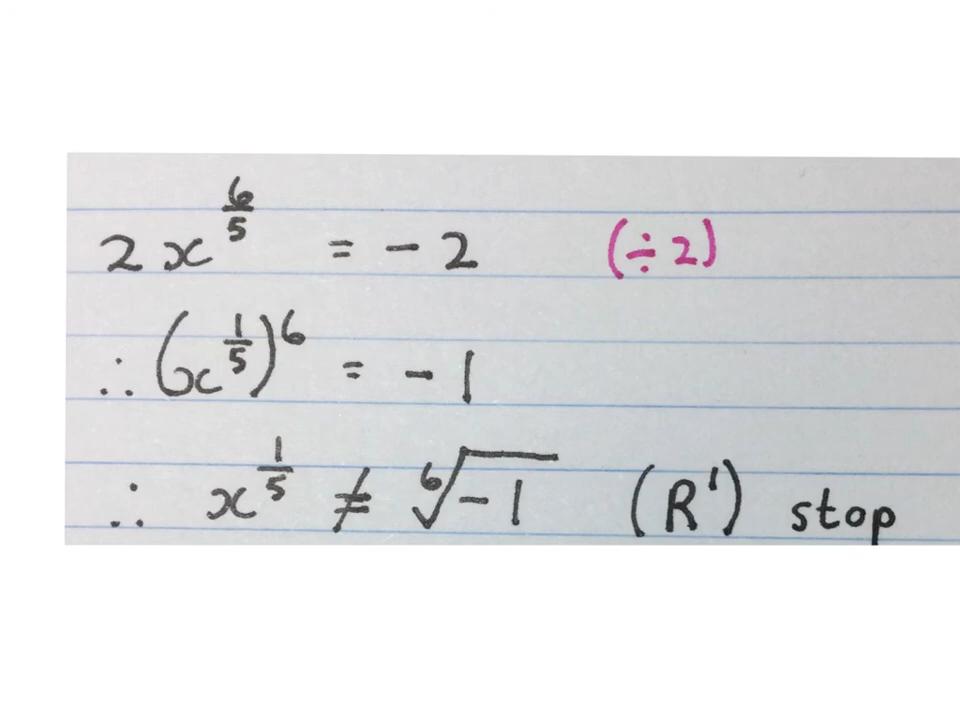 2x^(6/5) = -2 (÷2)
∴ (x^(1/5))^6 = -1
∴ x^(1/5) ≠ ⁶√-1 (R') stop